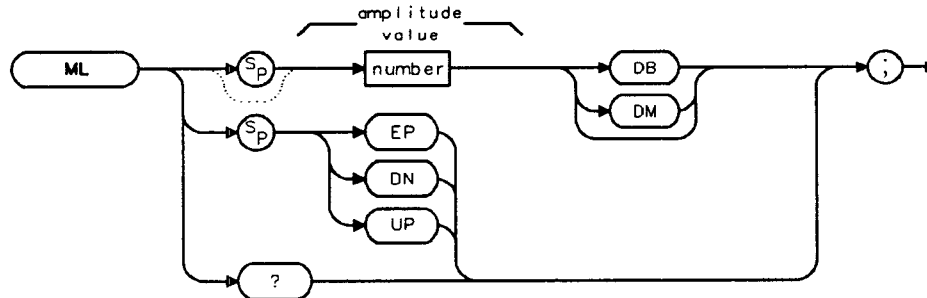 amplitude
value
ML
SP
number
DB
;
DM
SP
EP
DN
UP
?